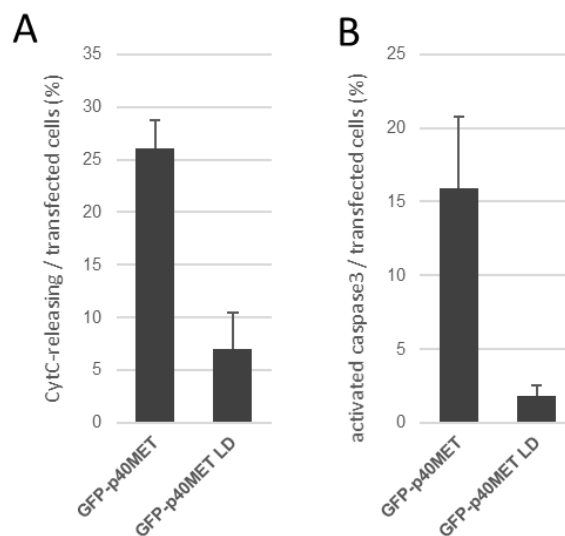 A
CytC-releasing / transfected cells (%)
35
30
25
20
15
10
5
0
GFP-p40MET
GFP-p40MET LD
B
activated caspase3 / transfected cells (%)
25
20
15
10
5
0
GFP-p40MET
GFP-p40MET LD